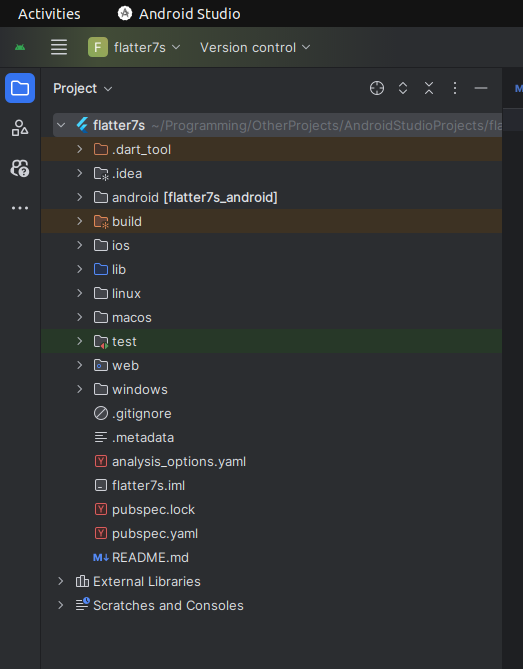 Activities Android Studio
F flatter7s Version control
Project
flatter7s ~/Programming/OtherProjects/AndroidStudioProjects/fla
.dart_tool
.idea
android [flatter7s_android]
build
ios
lib
linux
macos
test
web
windows
.gitignore
.metadata
Y analysis_options.yaml
flatter7s.iml
Y pubspec.lock
Y pubspec.yaml
M↓ README.md
External Libraries
Scratches and Consoles